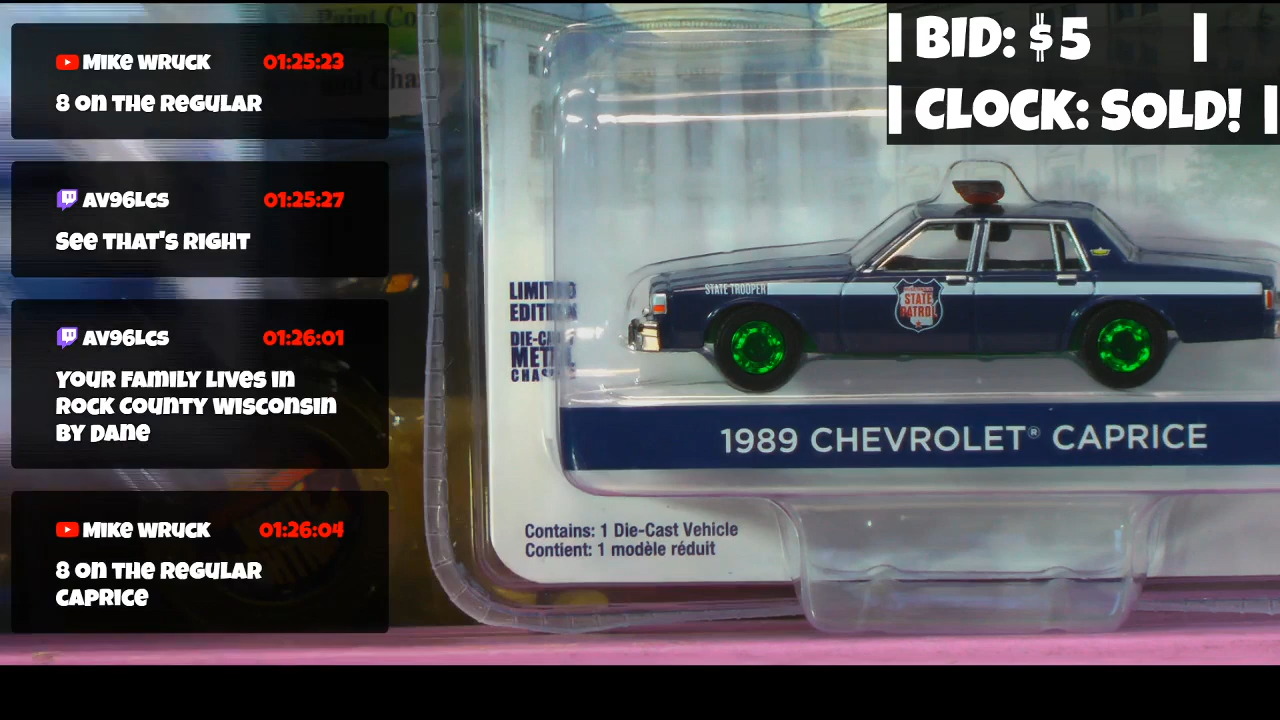 Mike Wruck 01:25:23
8 on the regular
AV96LCS 01:25:27
See that's right
AV96LCS 01:26:01
Your family lives in
Rock County Wisconsin
by Dane
Mike Wruck 01:26:04
8 on the regular
caprice
| BID: $5 |
| CLOCK: SOLD! |
LIMITED
EDITION
DIE-CAST
METAL
CHASSIS
STATE TROOPER
STATE
PATROL
1989 CHEVROLET® CAPRICE
Contains: 1 Die-Cast Vehicle
Contient: 1 modèle réduit